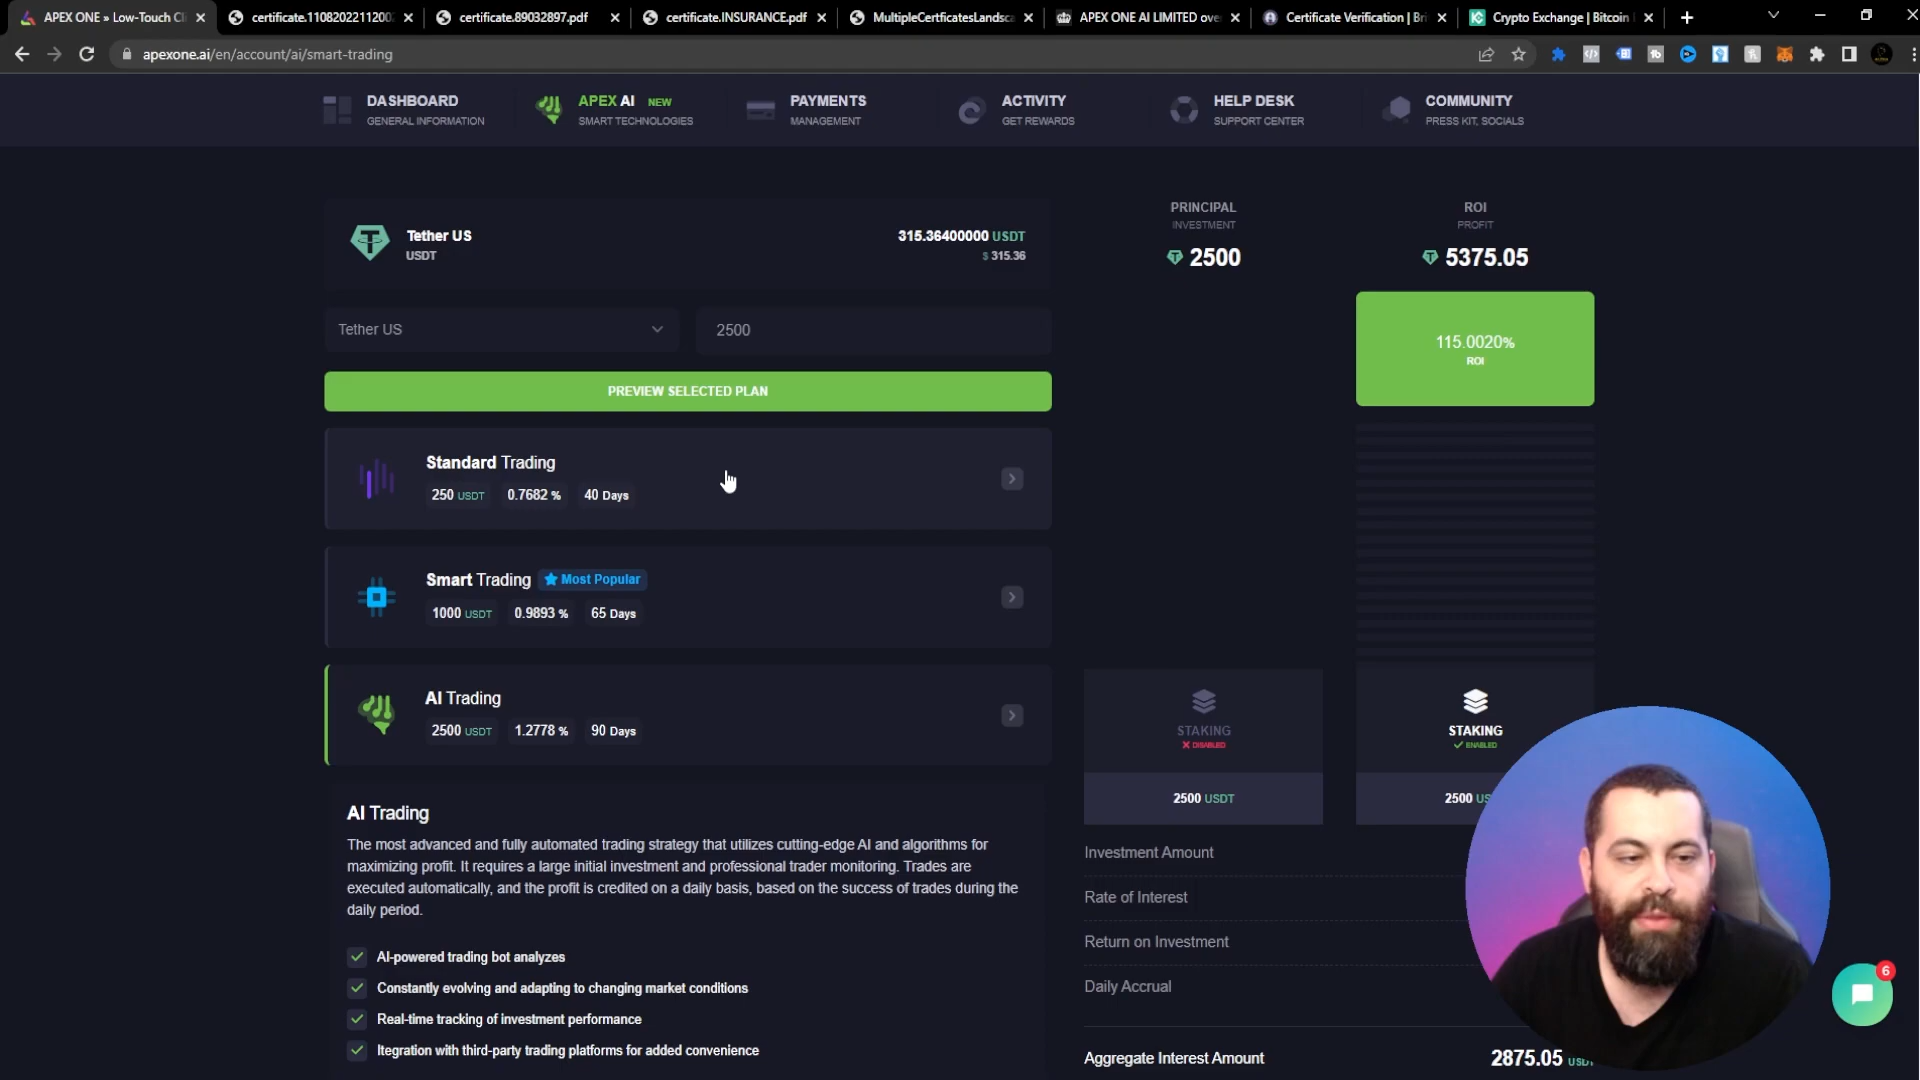 APEX ONE » Low-Touch Cli
certificate.1108202211200
certificate.89032897.pdf
certificate.INSURANCE.pdf
MultipleCertficatesLandsca
APEX ONE AI LIMITED ove
Certificate Verification | Bri
Crypto Exchange | Bitcoin
apexone.ai/en/account/ai/smart-trading
DASHBOARD
GENERAL INFORMATION
APEX AI NEW
SMART TECHNOLOGIES
PAYMENTS
MANAGEMENT
ACTIVITY
GET REWARDS
HELP DESK
SUPPORT CENTER
COMMUNITY
PRESS KIT, SOCIALS
Tether US
USDT
315.36400000 USDT
$ 315.36
Tether US
2500
PREVIEW SELECTED PLAN
Standard Trading
250 USDT 0.7682 % 40 Days
Smart Trading Most Popular
1000 USDT 0.9893 % 65 Days
AI Trading
2500 USDT 1.2778 % 90 Days
AI Trading
The most advanced and fully automated trading strategy that utilizes cutting-edge AI and algorithms for
maximizing profit. It requires a large initial investment and professional trader monitoring. Trades are
executed automatically, and the profit is credited on a daily basis, based on the success of trades during the
daily period.
AI-powered trading bot analyzes
Constantly evolving and adapting to changing market conditions
Real-time tracking of investment performance
Itegration with third-party trading platforms for added convenience
PRINCIPAL
INVESTMENT
2500
ROI
PROFIT
5375.05
115.0020%
ROI
STAKING
DISABLED
2500 USDT
STAKING
ENABLED
2500 US
Investment Amount
Rate of Interest
Return on Investment
Daily Accrual
Aggregate Interest Amount
2875.05 USD
6